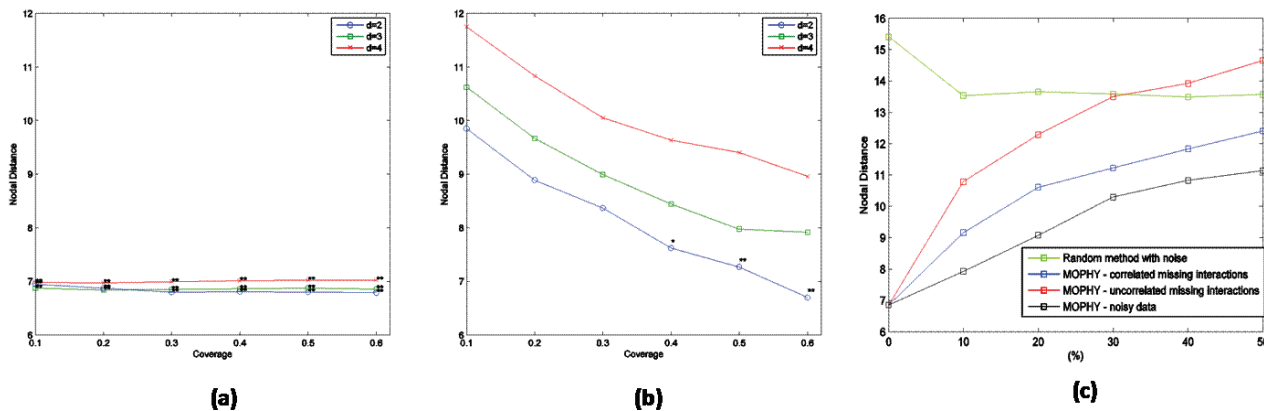 12
11
10
9
8
7
6
Nodal Distance
d=2
d=3
d=4
** ** ** ** ** **
** ** ** ** ** **
0.1 0.2 0.3 0.4 0.5 0.6
Coverage
(a)
12
11
10
9
8
7
6
Nodal Distance
d=2
d=3
d=4
*
**
**
0.1 0.2 0.3 0.4 0.5 0.6
Coverage
(b)
16
15
14
13
12
11
10
9
8
7
6
Nodal Distance
Random method with noise
MOPHY - correlated missing interactions
MOPHY - uncorrelated missing interactions
MOPHY - noisy data
0 10 20 30 40 50
(%)
(c)